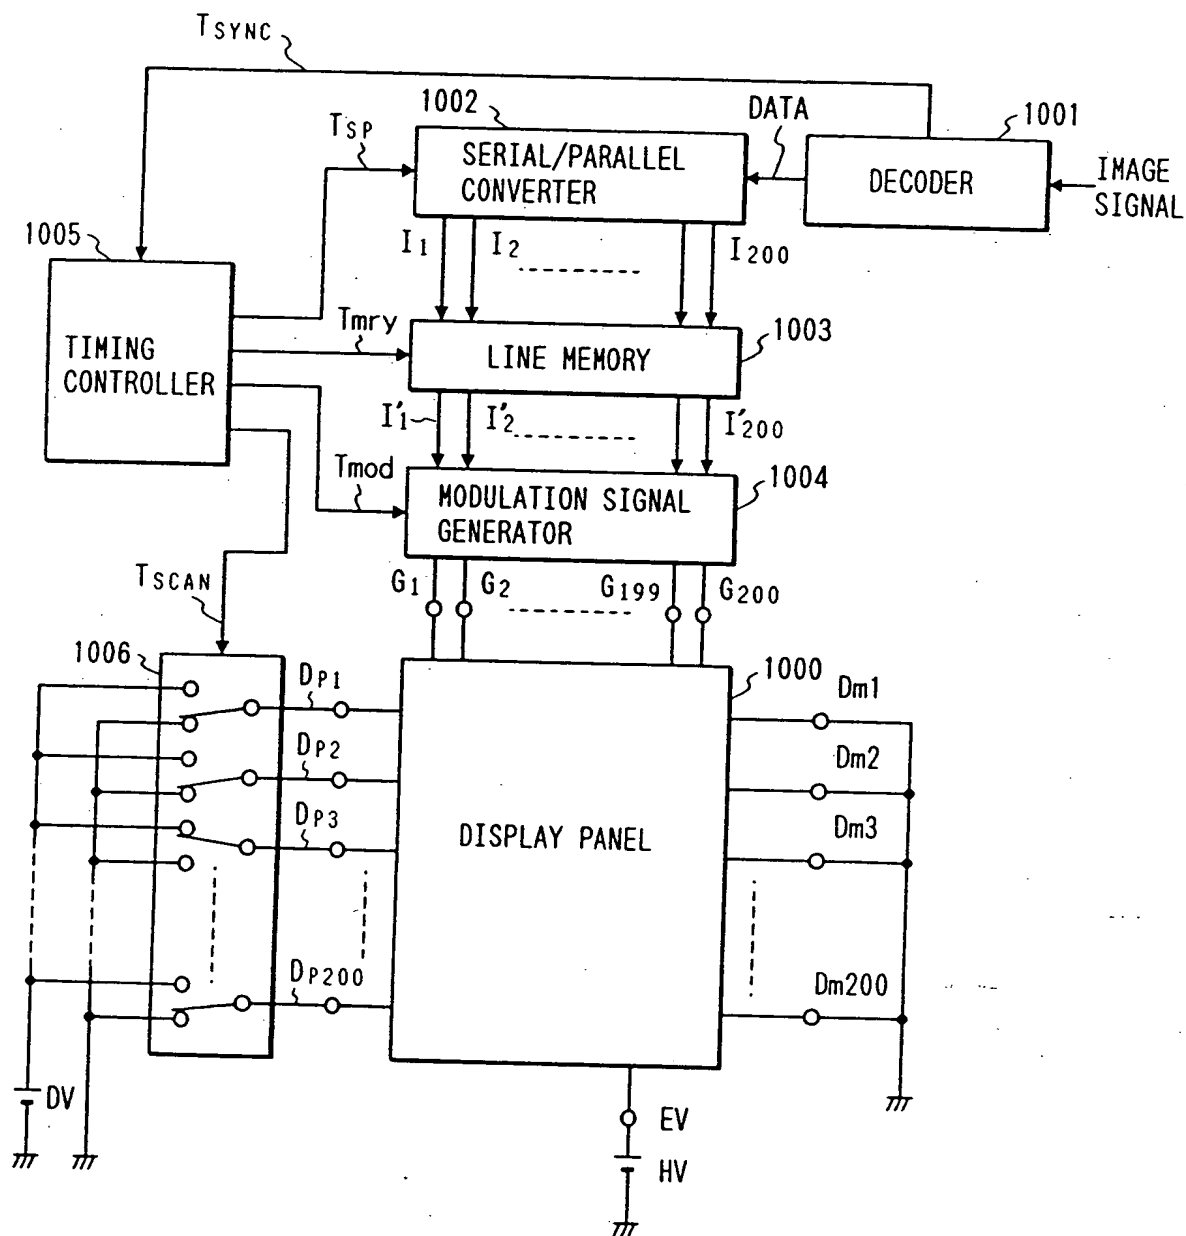 TSYNC
1002
DATA
1001
TSP
SERIAL/PARALLEL
CONVERTER
DECODER
IMAGE
SIGNAL
1005
I1
I2
I200
TIMING
CONTROLLER
Tmry
LINE MEMORY
1003
I'1
I'2
I'200
Tmod
MODULATION SIGNAL
GENERATOR
1004
TSCAN
G1
G2
G199
G200
1006
1000
DP1
Dm1
DP2
Dm2
DP3
Dm3
DISPLAY PANEL
DP200
Dm200
DV
EV
HV